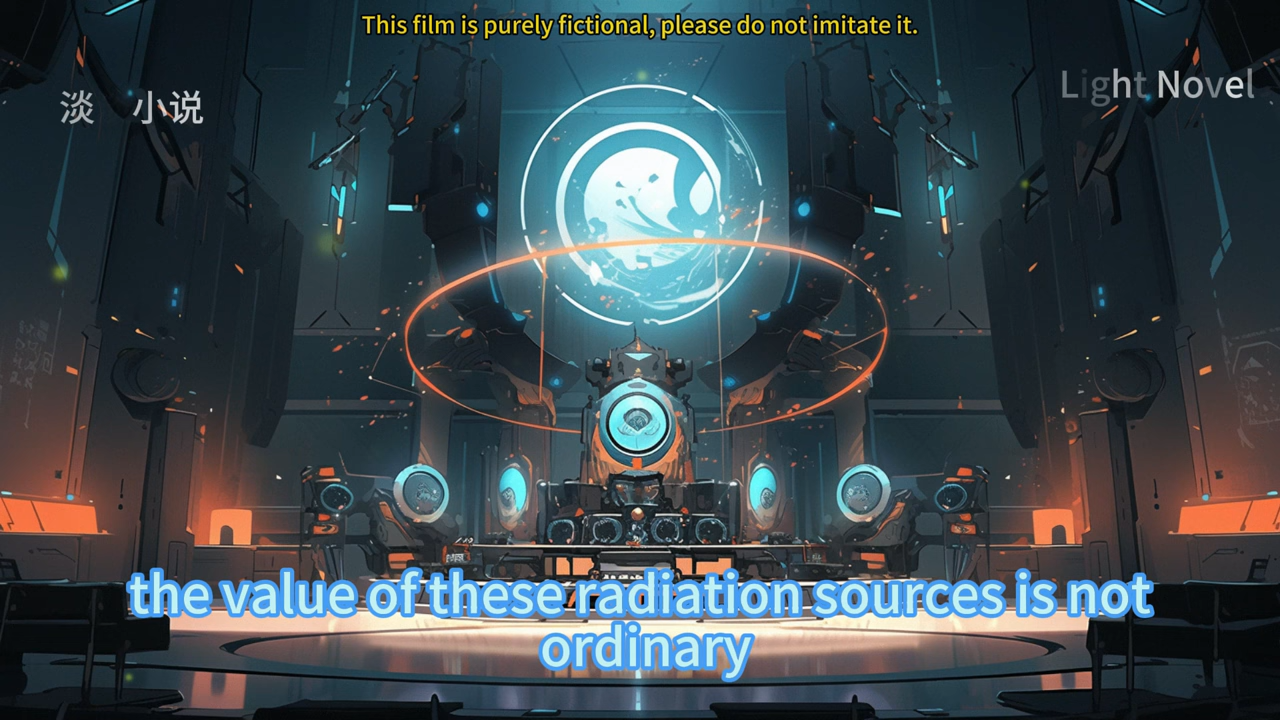 This film is purely fictional, please do not imitate it.
Light Novel
淡 小说
the value of these radiation sources is not
ordinary